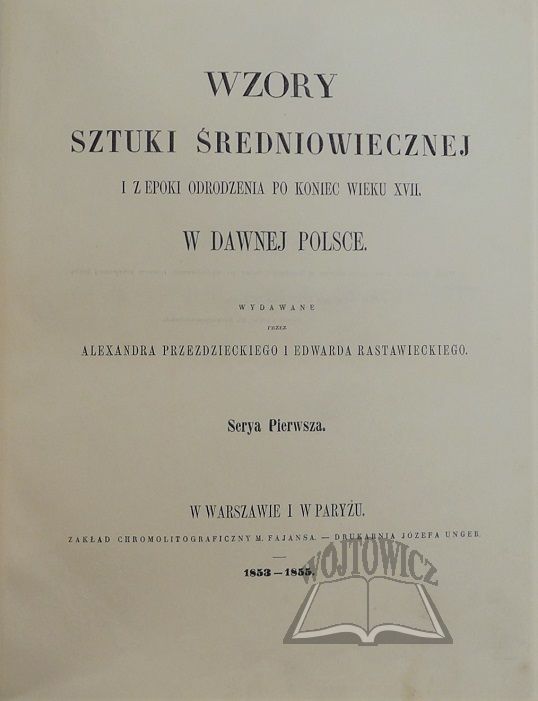 WZORY
SZTUKI ŚREDNIOWIECZNEJ
I Z EPOKI ODRODZENIA PO KONIEC WIEKU XVII.
W DAWNEJ POLSCE.
WYDAWANE
PRZEZ
ALEXANDRA PRZEZDZIECKIEGO I EDWARDA RASTAWIECKIEGO.
Serya Pierwsza.
W WARSZAWIE I W PARYŻU.
ZAKŁAD CHROMOLITOGRAFICZNY M. FAJANSA. — DRUKARNIA JÓZEFA UNGER.
1853—1855.
WÓJTOWICZ